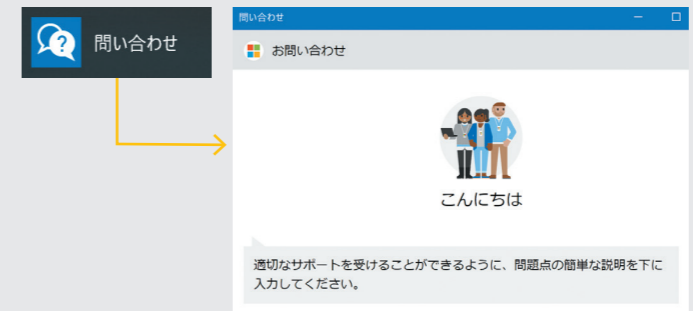 問い合わせ
問い合わせ
お問い合わせ
こんにちは
適切なサポートを受けることができるように、問題点の簡単な説明を下に
入力してください。